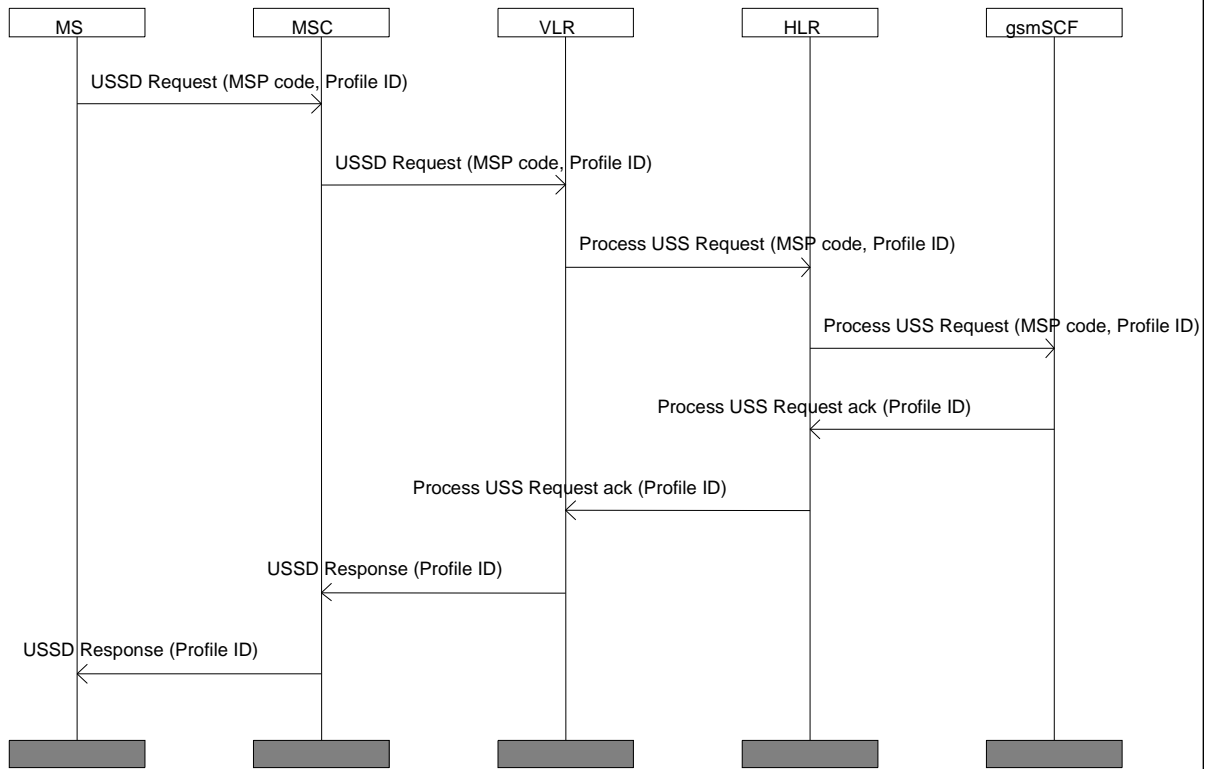 MS
MSC
VLR
HLR
gsmSCF
USSD Request (MSP code, Profile ID)
USSD Request (MSP code, Profile ID)
Process USS Request (MSP code, Profile ID)
Process USS Request (MSP code, Profile ID)
Process USS Request ack (Profile ID)
Process USS Request ack (Profile ID)
USSD Response (Profile ID)
USSD Response (Profile ID)